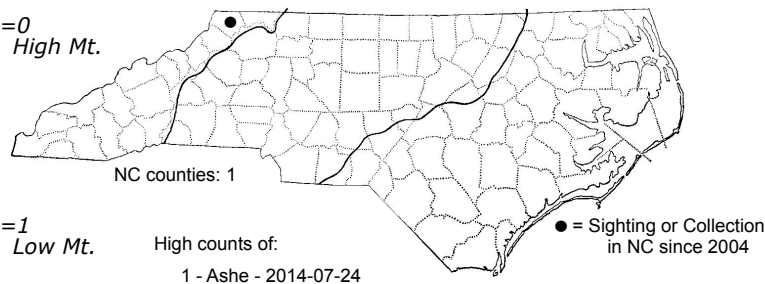 =0
High Mt.
NC counties: 1
=1
Low Mt.
High counts of:
1 - Ashe - 2014-07-24
● = Sighting or Collection
in NC since 2004